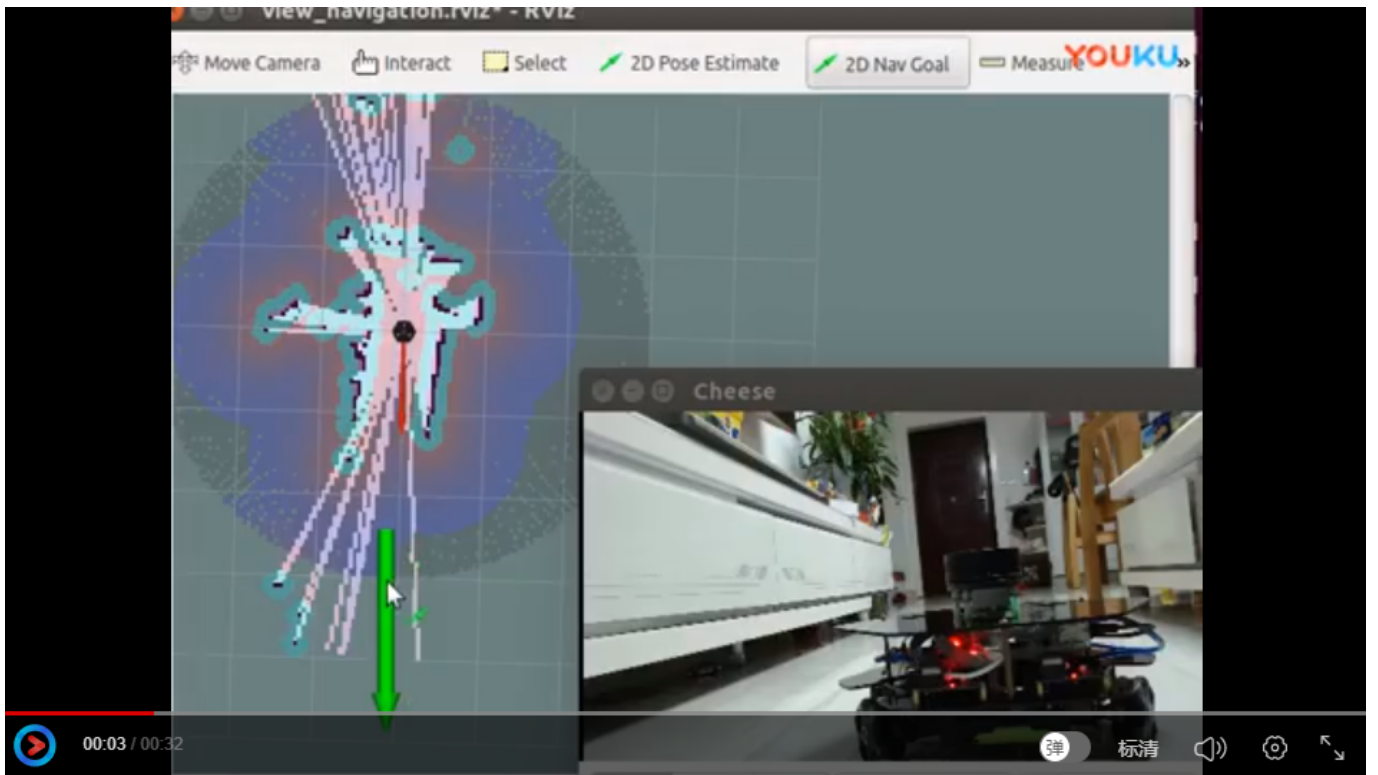 view_navigation.rviz* - RViz
Move Camera Interact Select 2D Pose Estimate 2D Nav Goal Measure »
YOUKU
Cheese
00:03 / 00:32
弹 标清